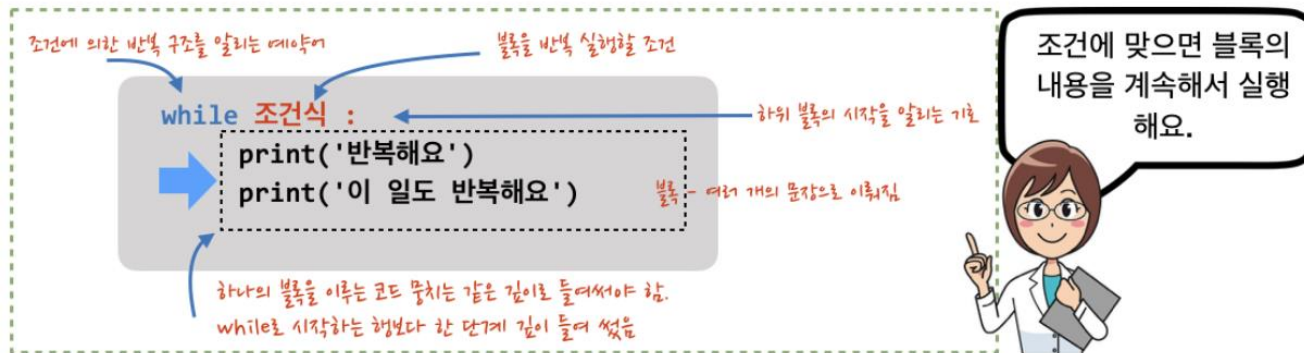 조건에 의한 반복 구조를 알리는 예약어
블록을 반복 실행할 조건
while 조건식 :
하위 블록의 시작을 알리는 기호
print('반복해요')
print('이 일도 반복해요')
블록 - 여러 개의 문장으로 이뤄짐
하나의 블록을 이루는 코드 뭉치는 같은 깊이로 들여써야 함.
while로 시작하는 행보다 한 단계 깊이 들여 썼음
조건에 맞으면 블록의
내용을 계속해서 실행
해요.